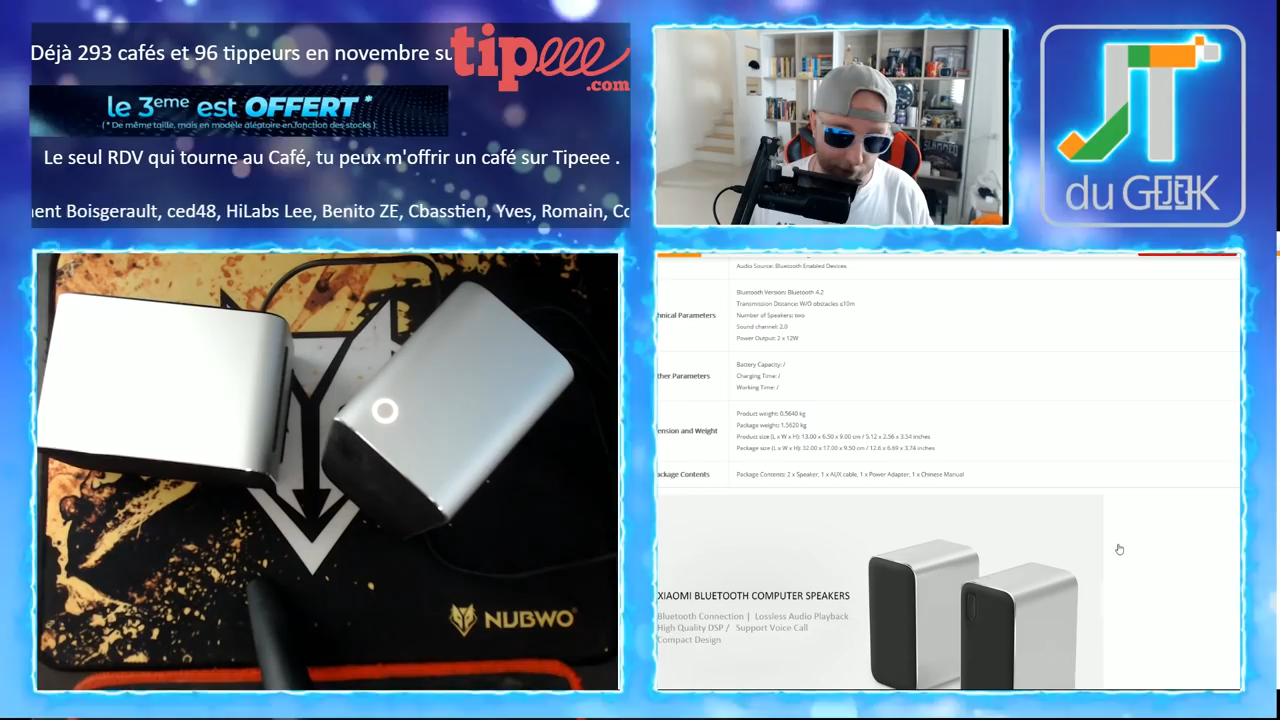 Déjà 293 cafés et 96 tippeurs en novembre su
tipeee
.com
le 3eme est OFFERT *
( * De même taille, mais en modèle aléatoire en fonction des stocks )
Le seul RDV qui tourne au Café, tu peux m'offrir un café sur Tipeee .
ent Boisgerault, ced48, HiLabs Lee, Benito ZE, Cbasstien, Yves, Romain, Co
JT
du GEEK
NUBWO
Audio Source: Bluetooth Enabled Devices
hnical Parameters
Bluetooth Version: Bluetooth 4.2
Transmission Distance: W/O obstacles ≤10m
Number of Speakers: two
Sound channel: 2.0
Power Output: 2 x 12W
ther Parameters
Battery Capacity: /
Charging Time: /
Working Time: /
ension and Weight
Product weight: 0.5640 kg
Package weight: 1.5620 kg
Product size (L x W x H): 13.00 x 6.50 x 9.00 cm / 5.12 x 2.56 x 3.54 inches
Package size (L x W x H): 32.00 x 17.00 x 9.50 cm / 12.6 x 6.69 x 3.74 inches
ackage Contents
Package Contents: 2 x Speaker, 1 x AUX cable, 1 x Power Adapter, 1 x Chinese Manual
XIAOMI BLUETOOTH COMPUTER SPEAKERS
Bluetooth Connection | Lossless Audio Playback
High Quality DSP / Support Voice Call
Compact Design